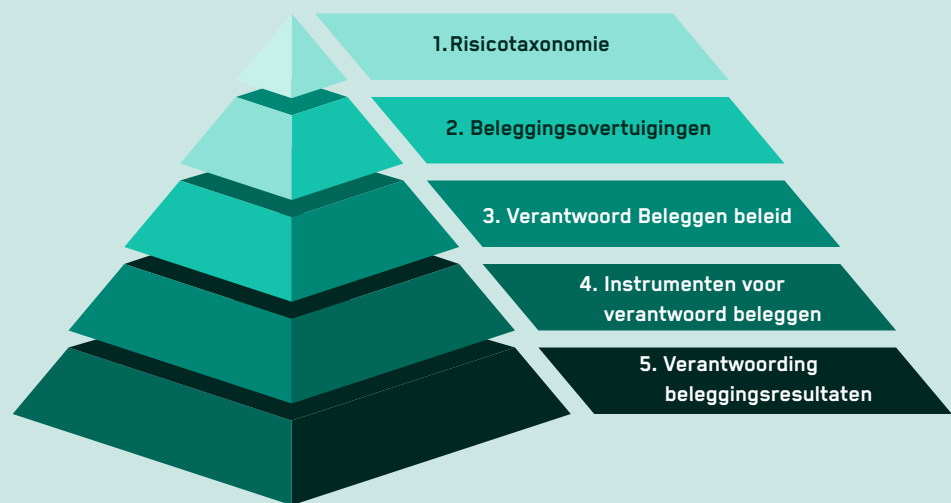 1. Risicotaxonomie
2. Beleggingsovertuigingen
3. Verantwoord Beleggen beleid
4. Instrumenten voor
verantwoord beleggen
5. Verantwoording
beleggingsresultaten